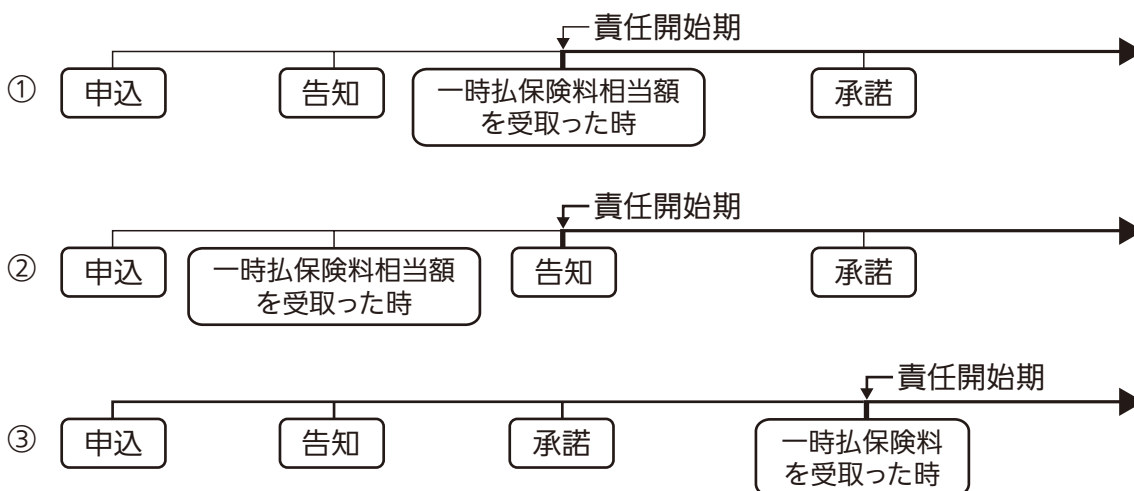 責任開始期
①
申込
告知
一時払保険料相当額
を受取った時
承諾
責任開始期
②
申込
一時払保険料相当額
を受取った時
告知
承諾
責任開始期
③
申込
告知
承諾
一時払保険料
を受取った時